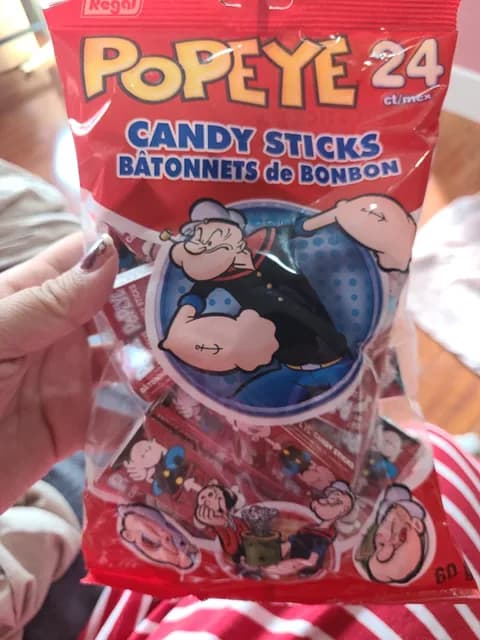 Regal
POPEYE
24
ct/mcx
CANDY STICKS
BÂTONNETS de BONBON
60 g